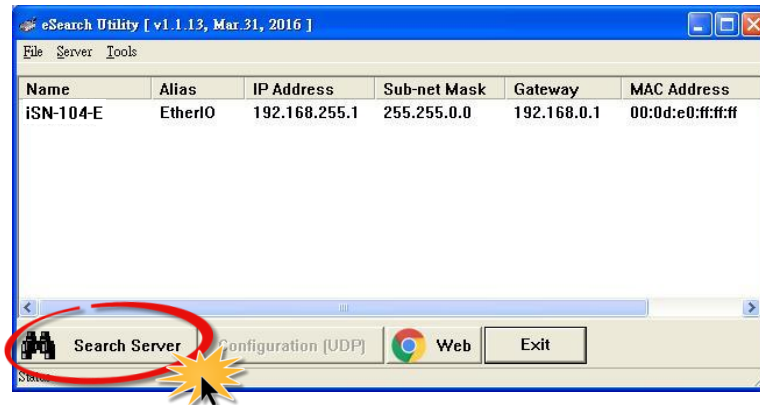 eSearch Utility [ v1.1.13, Mar.31, 2016 ]
File Server Tools
Name Alias IP Address Sub-net Mask Gateway MAC Address
iSN-104-E EtherIO 192.168.255.1 255.255.0.0 192.168.0.1 00:0d:e0:ff:ff:ff
Search Server Configuration (UDP) Web Exit
Status